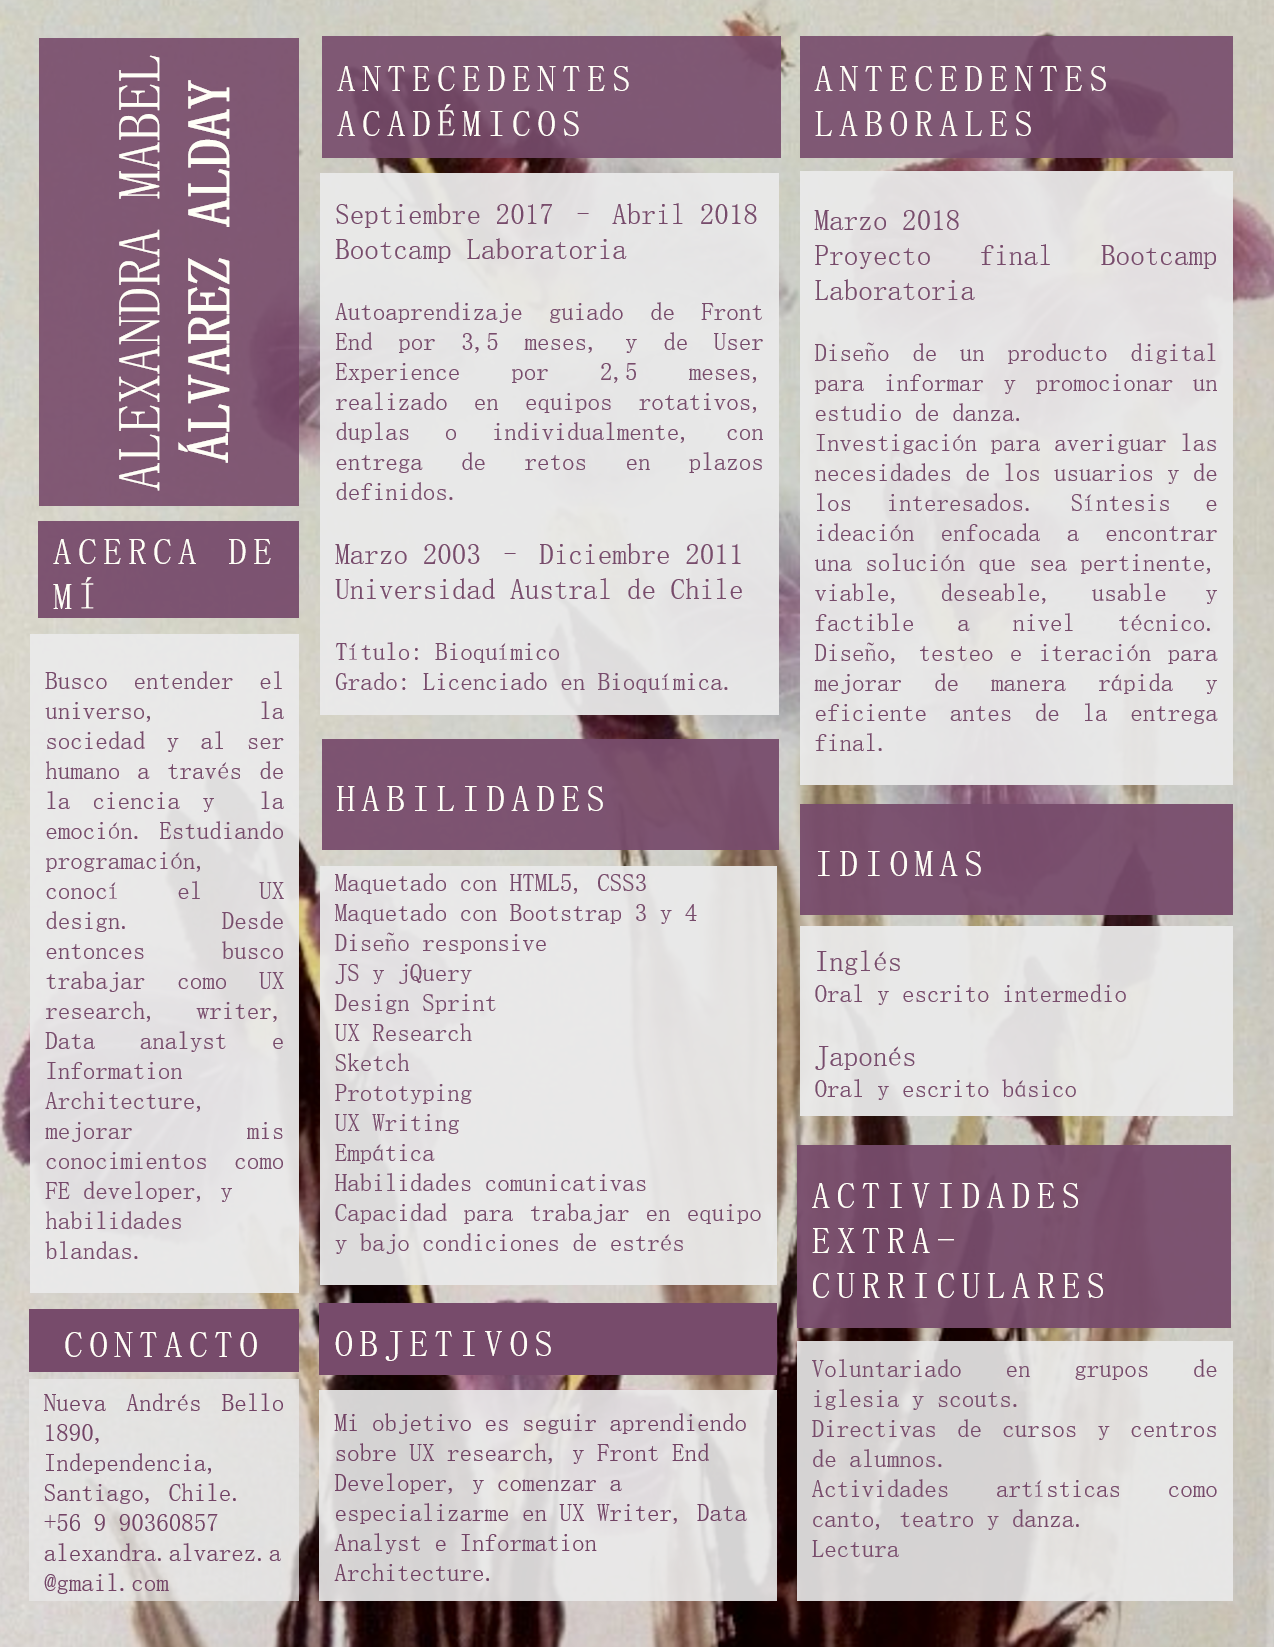 ALEXANDRA MABEL
ÁLVAREZ ALDAY
ACERCA DE
MÍ
Busco entender el
universo, la
sociedad y al ser
humano a través de
la ciencia y la
emoción. Estudiando
programación,
conocí el UX
design. Desde
entonces busco
trabajar como UX
research, writer,
Data analyst e
Information
Architecture,
mejorar mis
conocimientos como
FE developer, y
habilidades
blandas.
CONTACTO
Nueva Andrés Bello
1890,
Independencia,
Santiago, Chile.
+56 9 90360857
alexandra.alvarez.a
@gmail.com
ANTECEDENTES
ACADÉMICOS
Septiembre 2017 - Abril 2018
Bootcamp Laboratoria
Autoaprendizaje guiado de Front
End por 3,5 meses, y de User
Experience por 2,5 meses,
realizado en equipos rotativos,
duplas o individualmente, con
entrega de retos en plazos
definidos.
Marzo 2003 - Diciembre 2011
Universidad Austral de Chile
Título: Bioquímico
Grado: Licenciado en Bioquímica.
HABILIDADES
Maquetado con HTML5, CSS3
Maquetado con Bootstrap 3 y 4
Diseño responsive
JS y jQuery
Design Sprint
UX Research
Sketch
Prototyping
UX Writing
Empática
Habilidades comunicativas
Capacidad para trabajar en equipo
y bajo condiciones de estrés
OBJETIVOS
Mi objetivo es seguir aprendiendo
sobre UX research, y Front End
Developer, y comenzar a
especializarme en UX Writer, Data
Analyst e Information
Architecture.
ANTECEDENTES
LABORALES
Marzo 2018
Proyecto final Bootcamp
Laboratoria
Diseño de un producto digital
para informar y promocionar un
estudio de danza.
Investigación para averiguar las
necesidades de los usuarios y de
los interesados. Síntesis e
ideación enfocada a encontrar
una solución que sea pertinente,
viable, deseable, usable y
factible a nivel técnico.
Diseño, testeo e iteración para
mejorar de manera rápida y
eficiente antes de la entrega
final.
IDIOMAS
Inglés
Oral y escrito intermedio
Japonés
Oral y escrito básico
ACTIVIDADES
EXTRA-
CURRICULARES
Voluntariado en grupos de
iglesia y scouts.
Directivas de cursos y centros
de alumnos.
Actividades artísticas como
canto, teatro y danza.
Lectura